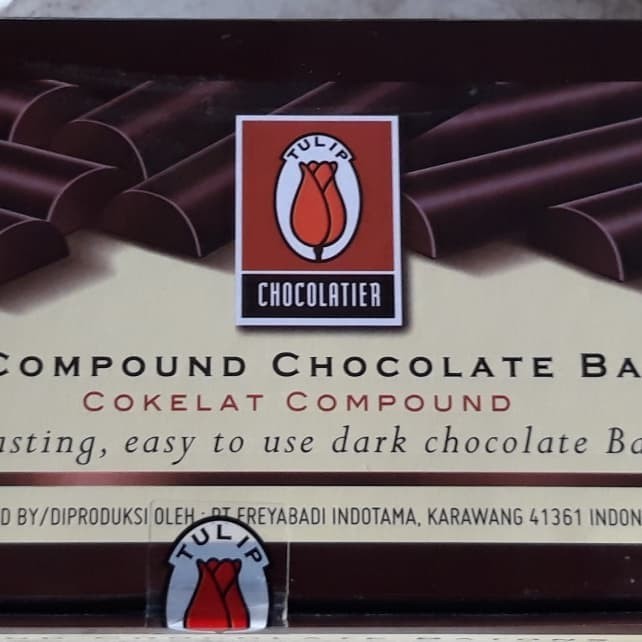 TULIP
CHOCOLATIER
COMPOUND CHOCOLATE BA
COKELAT COMPOUND
asting, easy to use dark chocolate Ba
D BY/DIPRODUKSI OLEH : PT FREYABADI INDOTAMA, KARAWANG 41361 INDON
TULIP